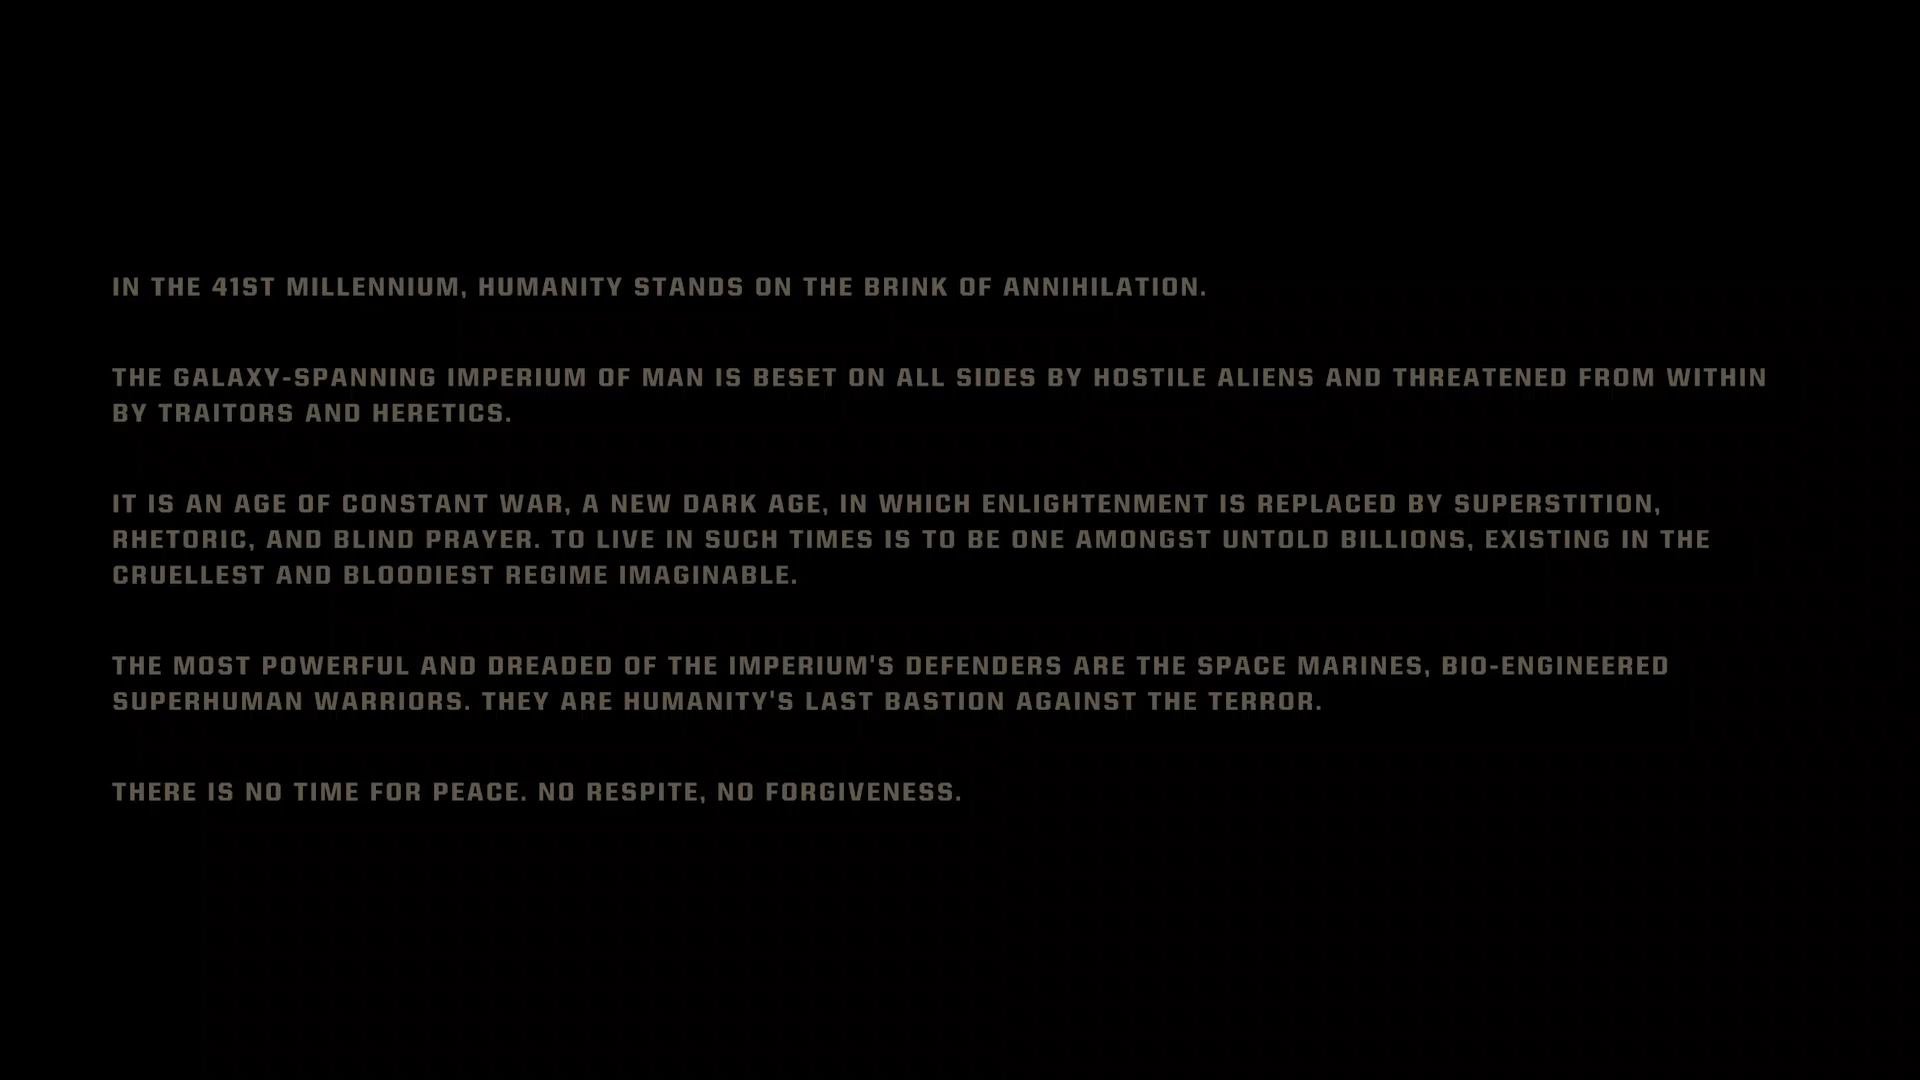 IN THE 41ST MILLENNIUM, HUMANITY STANDS ON THE BRINK OF ANNIHILATION.
THE GALAXY-SPANNING IMPERIUM OF MAN IS BESET ON ALL SIDES BY HOSTILE ALIENS AND THREATENED FROM WITHIN
BY TRAITORS AND HERETICS.
IT IS AN AGE OF CONSTANT WAR, A NEW DARK AGE, IN WHICH ENLIGHTENMENT IS REPLACED BY SUPERSTITION,
RHETORIC, AND BLIND PRAYER. TO LIVE IN SUCH TIMES IS TO BE ONE AMONGST UNTOLD BILLIONS, EXISTING IN THE
CRUELLEST AND BLOODIEST REGIME IMAGINABLE.
THE MOST POWERFUL AND DREADED OF THE IMPERIUM'S DEFENDERS ARE THE SPACE MARINES, BIO-ENGINEERED
SUPERHUMAN WARRIORS. THEY ARE HUMANITY'S LAST BASTION AGAINST THE TERROR.
THERE IS NO TIME FOR PEACE. NO RESPITE, NO FORGIVENESS.